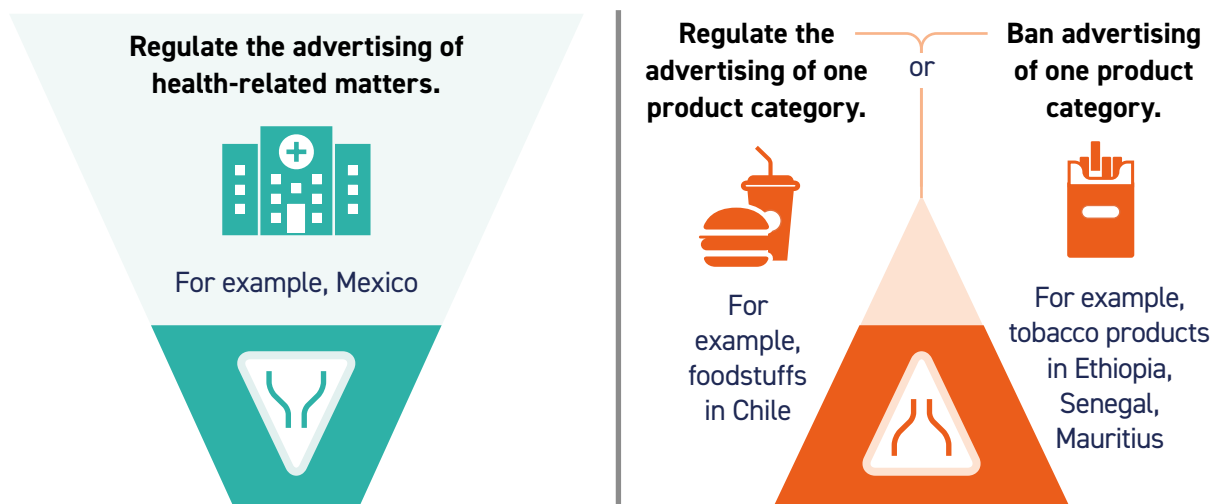 Regulate the advertising of
health-related matters.
For example, Mexico
Regulate the
advertising of one
product category.
or
Ban advertising
of one product
category.
For
example,
foodstuffs
in Chile
For example,
tobacco products
in Ethiopia,
Senegal,
Mauritius